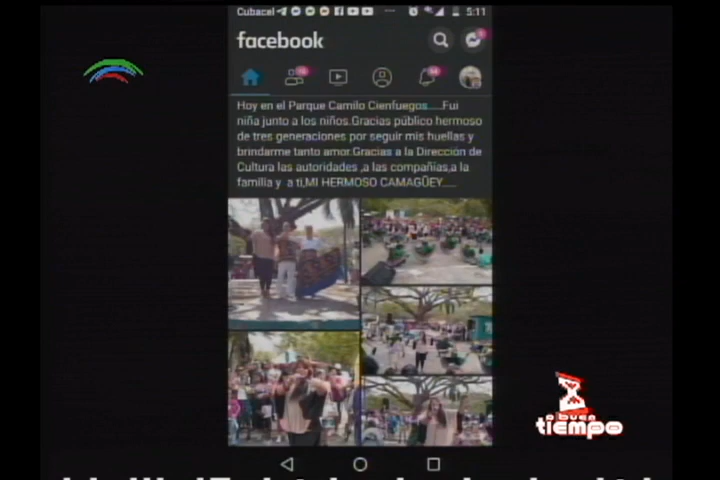 Cubacel
5:11
facebook
Hoy en el Parque Camilo Cienfuegos.....Fui
niña junto a los niños.Gracias público hermoso
de tres generaciones por seguir mis huellas y
brindarme tanto amor.Gracias a la Dirección de
Cultura las autoridades ,a las compañías,a la
familia y a ti,MI HERMOSO CAMAGÜEY.....
a buen
tiempo